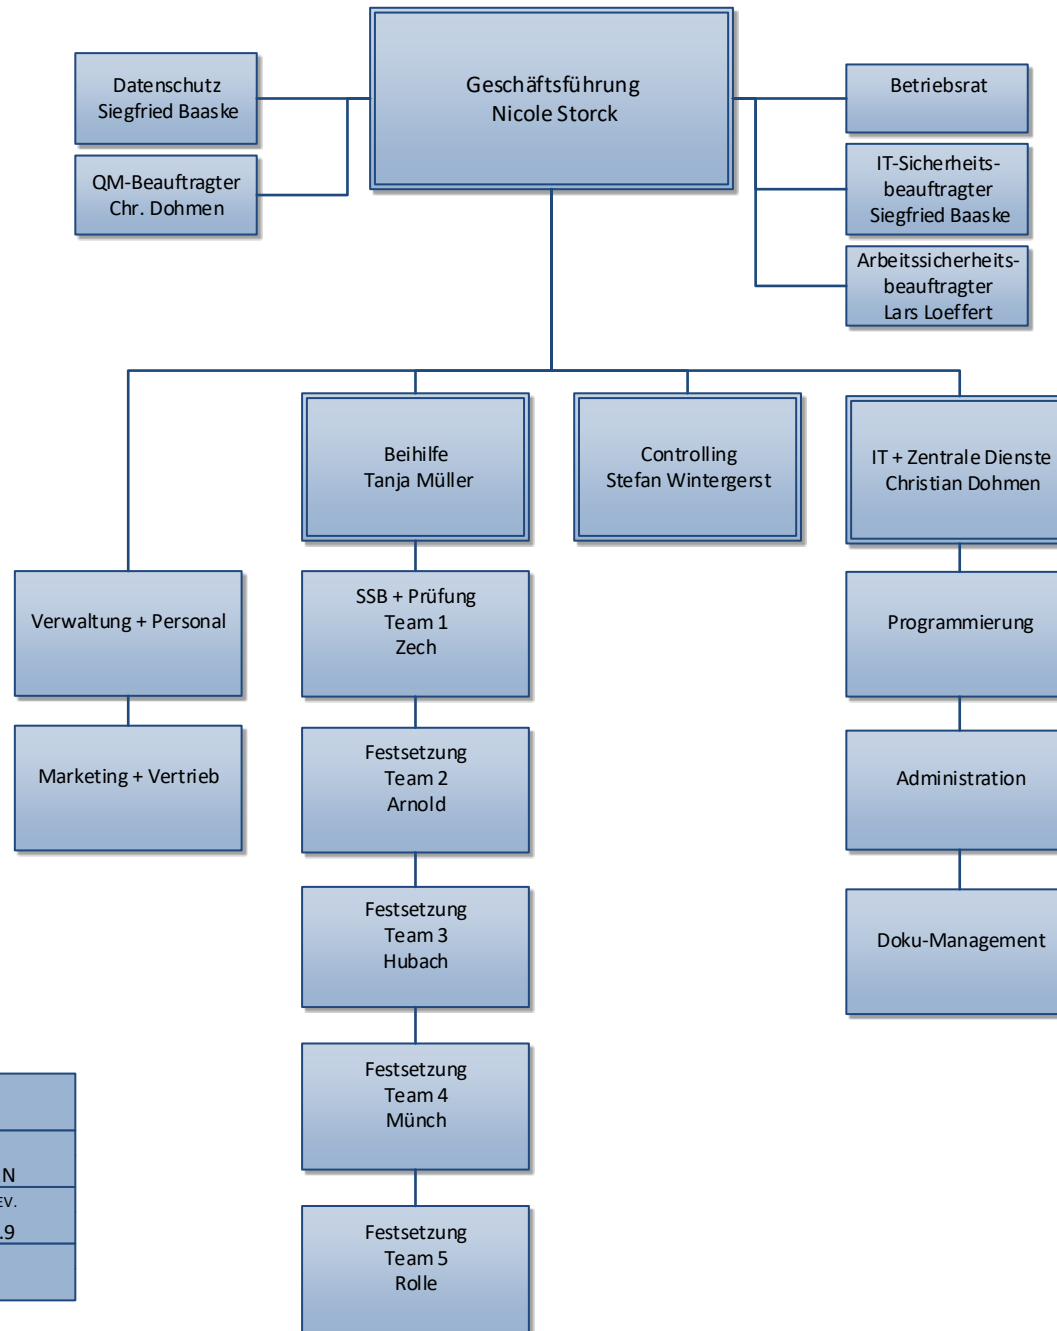 Geschäftsführung
Nicole Storck
Datenschutz
Siegfried Baaske
QM-Beauftragter
Chr. Dohmen
Betriebsrat
IT-Sicherheits-
beauftragter
Siegfried Baaske
Arbeitssicherheits-
beauftragter
Lars Loeffert
Beihilfe
Tanja Müller
Controlling
Stefan Wintergerst
IT + Zentrale Dienste
Christian Dohmen
Verwaltung + Personal
Marketing + Vertrieb
SSB + Prüfung
Team 1
Zech
Festsetzung
Team 2
Arnold
Festsetzung
Team 3
Hubach
Festsetzung
Team 4
Münch
Festsetzung
Team 5
Rolle
Programmierung
Administration
Doku-Management
N
EV.
.9